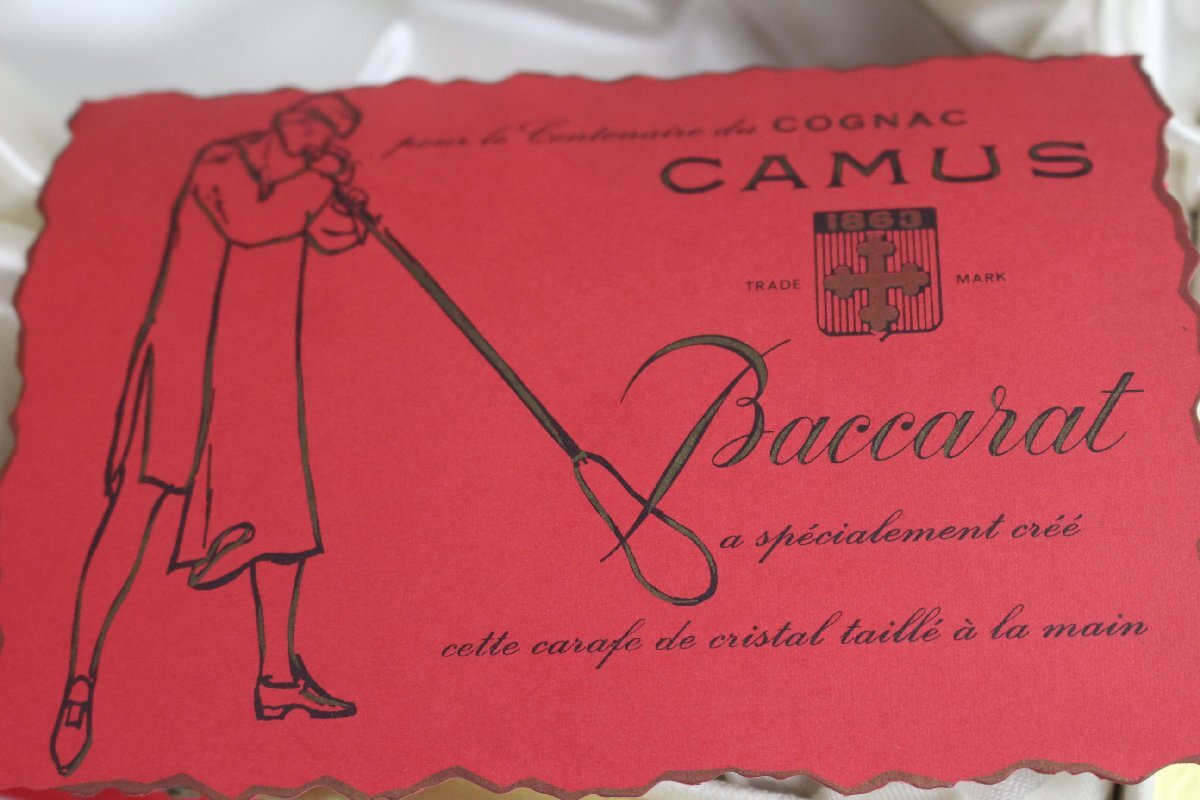 pour le Centenaire du COGNAC
CAMUS
1863
TRADE MARK
Baccarat
a spécialement créé
cette carafe de cristal taillé à la main